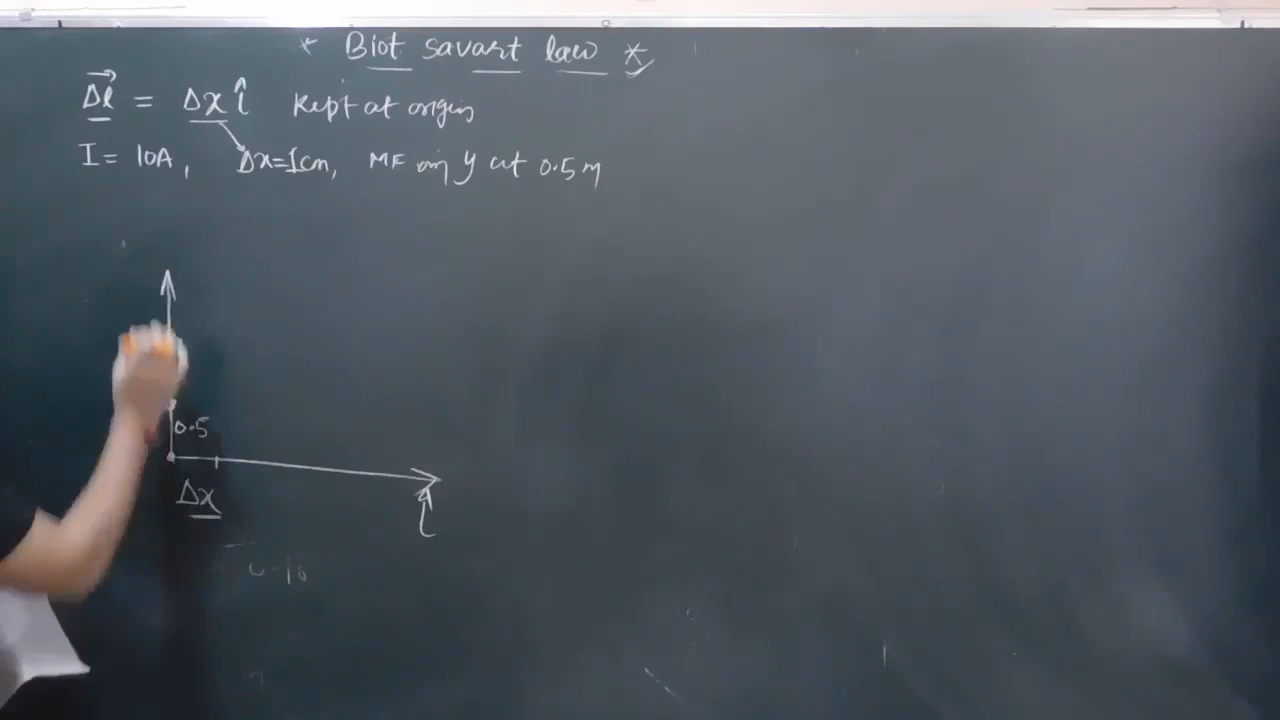 * Biot savart law *
Δl = Δx î Kept at origin
I = 10A, Δx=1cm, MF on y at 0.5 m
0.5
Δx
î